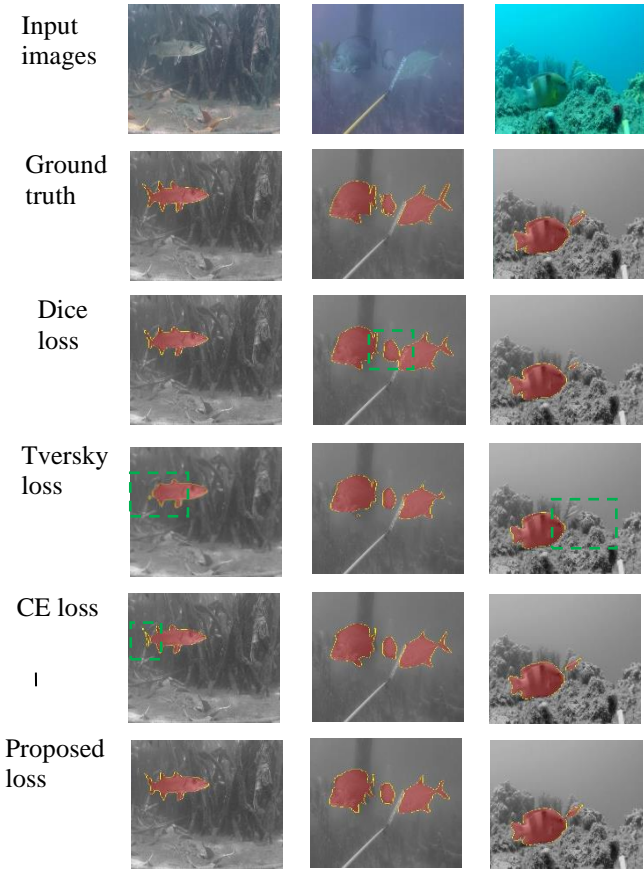 Input
images
Ground
truth
Dice
loss
Tversky
loss
CE loss
Proposed
loss